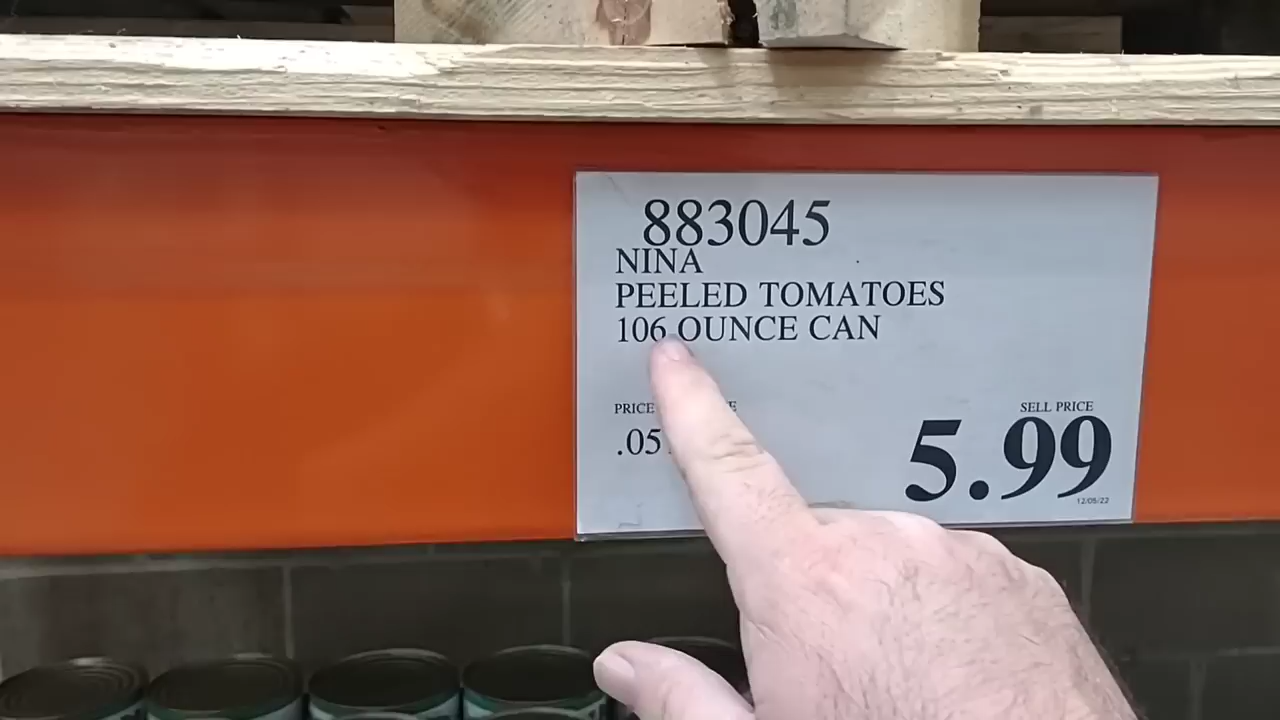 883045
NINA
PEELED TOMATOES
106 OUNCE CAN
PRICE
SELL PRICE
.05
5.99
12/05/22